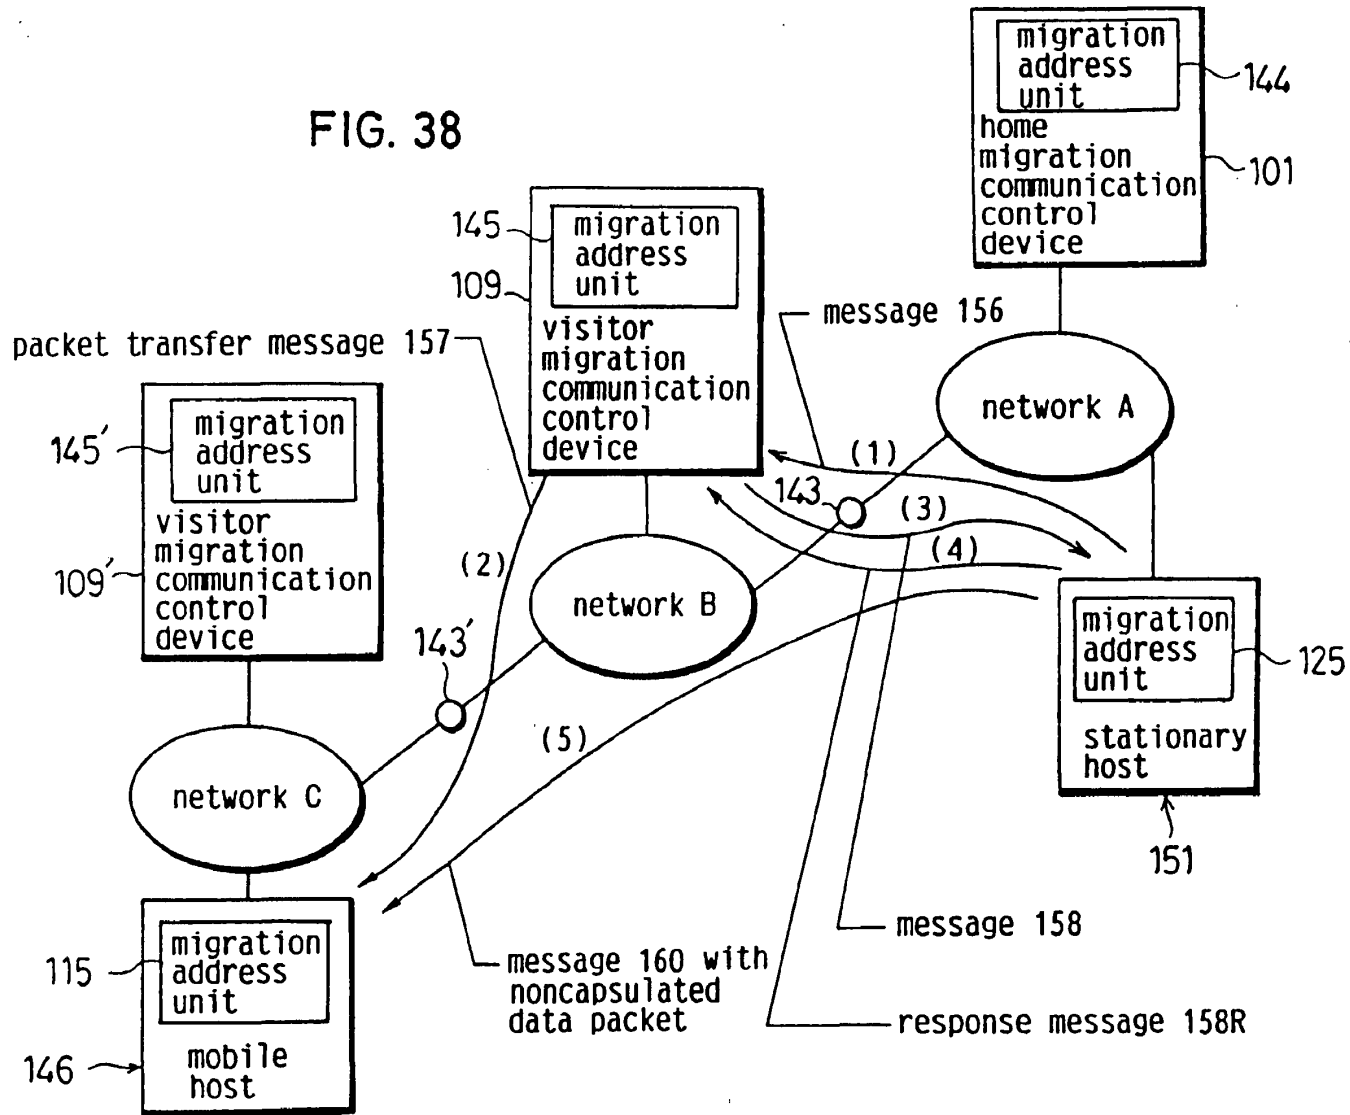 FIG. 38
migration
address
unit
144
home
migration
communication
control
device
101
145
migration
address
unit
109
visitor
migration
communication
control
device
message 156
packet transfer message 157
network A
145′
migration
address
unit
109′
visitor
migration
communication
control
device
(1)
143
(3)
(4)
(2)
network B
143′
migration
address
unit
125
stationary
host
151
(5)
network C
115
migration
address
unit
mobile
host
146
message 160 with
noncapsulated
data packet
message 158
response message 158R